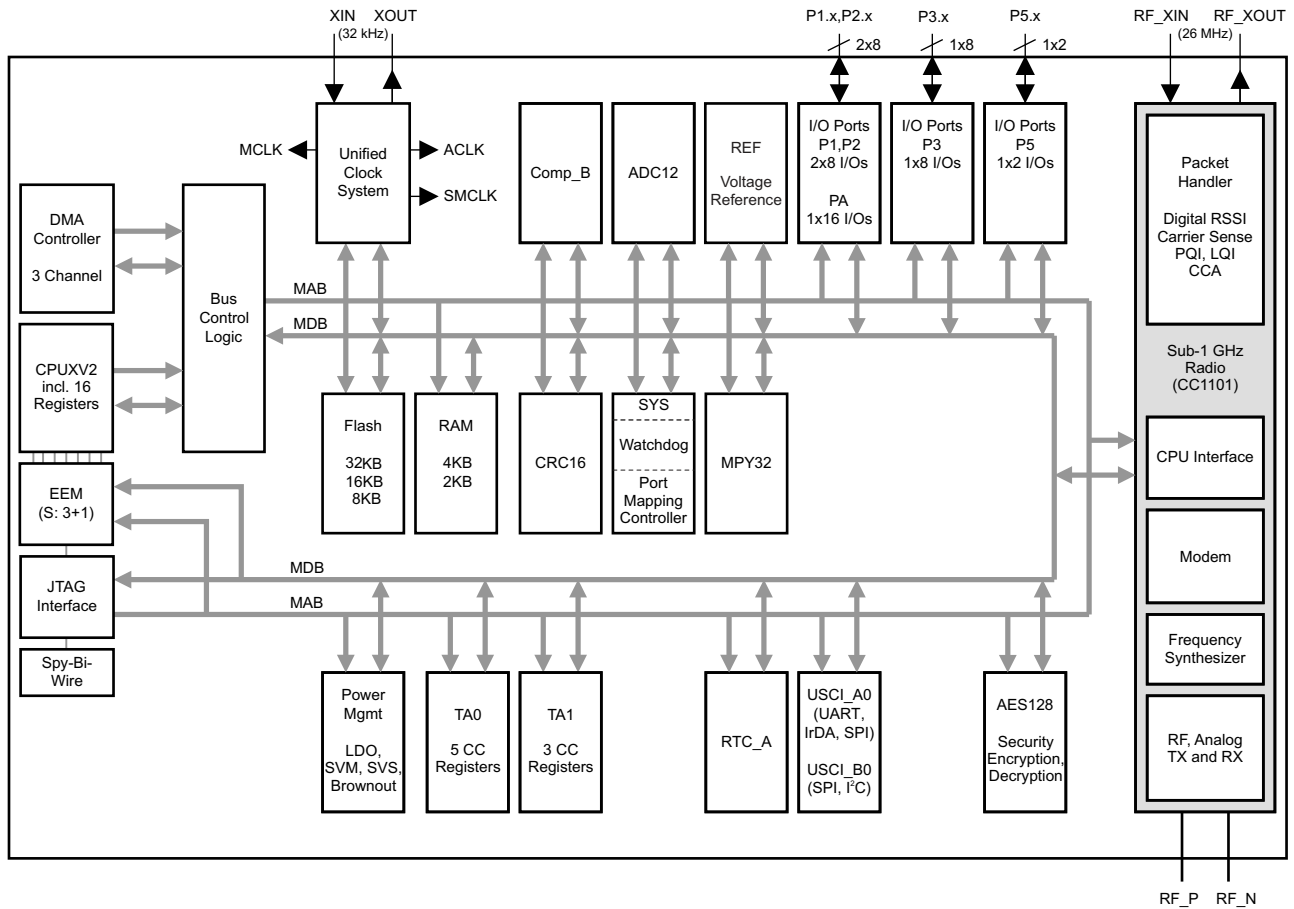 XIN XOUT
(32 kHz)
P1.x,P2.x
2x8
P3.x
1x8
P5.x
1x2
RF_XIN RF_XOUT
(26 MHz)
MCLK
Unified
Clock
System
ACLK
SMCLK
Comp_B
ADC12
REF
Voltage
Reference
I/O Ports
P1,P2
2x8 I/Os
PA
1x16 I/Os
I/O Ports
P3
1x8 I/Os
I/O Ports
P5
1x2 I/Os
Packet
Handler
Digital RSSI
Carrier Sense
PQI, LQI
CCA
DMA
Controller
3 Channel
Bus
Control
Logic
MAB
MDB
CPUXV2
incl. 16
Registers
Sub-1 GHz
Radio
(CC1101)
Flash
32KB
16KB
8KB
RAM
4KB
2KB
CRC16
SYS
Watchdog
Port
Mapping
Controller
MPY32
CPU Interface
EEM
(S: 3+1)
Modem
JTAG
Interface
MDB
MAB
Spy-Bi-
Wire
Frequency
Synthesizer
Power
Mgmt
LDO,
SVM, SVS,
Brownout
TA0
5 CC
Registers
TA1
3 CC
Registers
RTC_A
USCI_A0
(UART,
IrDA, SPI)
USCI_B0
(SPI, I²C)
AES128
Security
Encryption,
Decryption
RF, Analog
TX and RX
RF_P RF_N